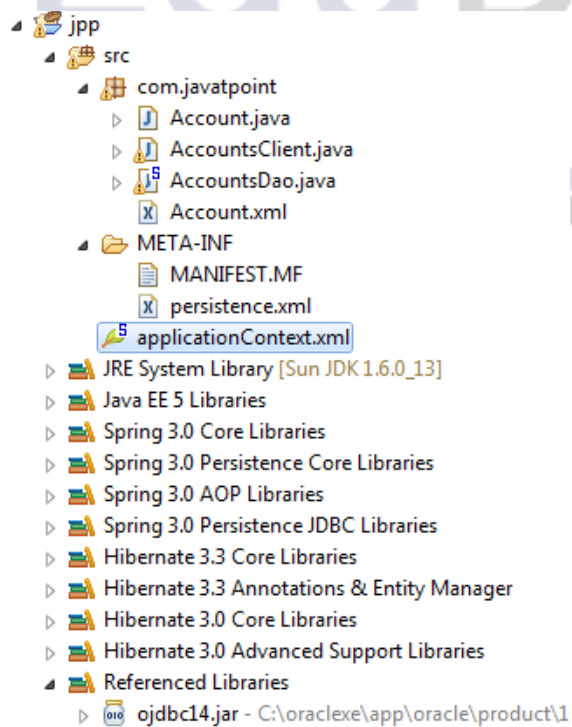 jpp
src
com.javatpoint
Account.java
AccountsClient.java
AccountsDao.java
Account.xml
META-INF
MANIFEST.MF
persistence.xml
applicationContext.xml
JRE System Library [Sun JDK 1.6.0_13]
Java EE 5 Libraries
Spring 3.0 Core Libraries
Spring 3.0 Persistence Core Libraries
Spring 3.0 AOP Libraries
Spring 3.0 Persistence JDBC Libraries
Hibernate 3.3 Core Libraries
Hibernate 3.3 Annotations & Entity Manager
Hibernate 3.0 Core Libraries
Hibernate 3.0 Advanced Support Libraries
Referenced Libraries
ojdbc14.jar - C:\oraclexe\app\oracle\product\1